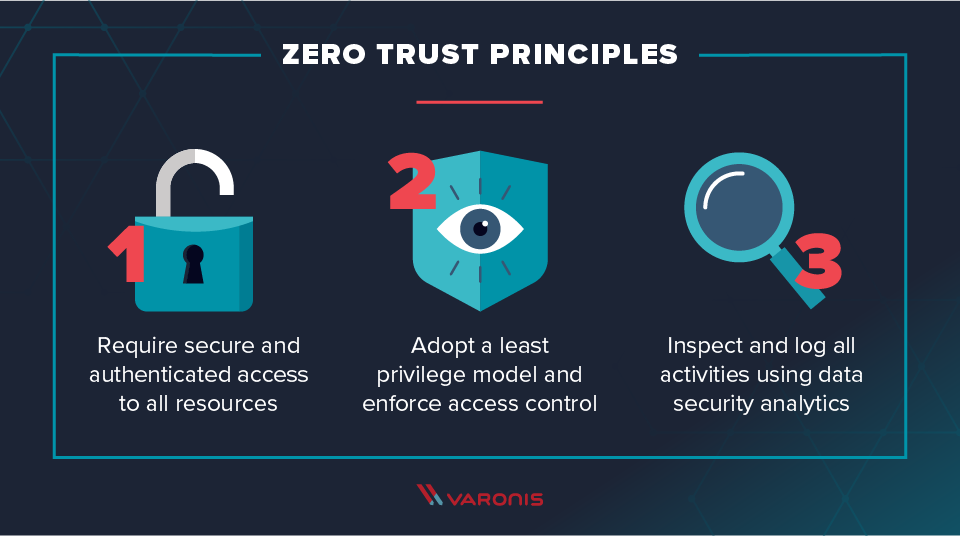 ZERO TRUST PRINCIPLES
1
Require secure and
authenticated access
to all resources
2
Adopt a least
privilege model and
enforce access control
3
Inspect and log all
activities using data
security analytics
VARONIS